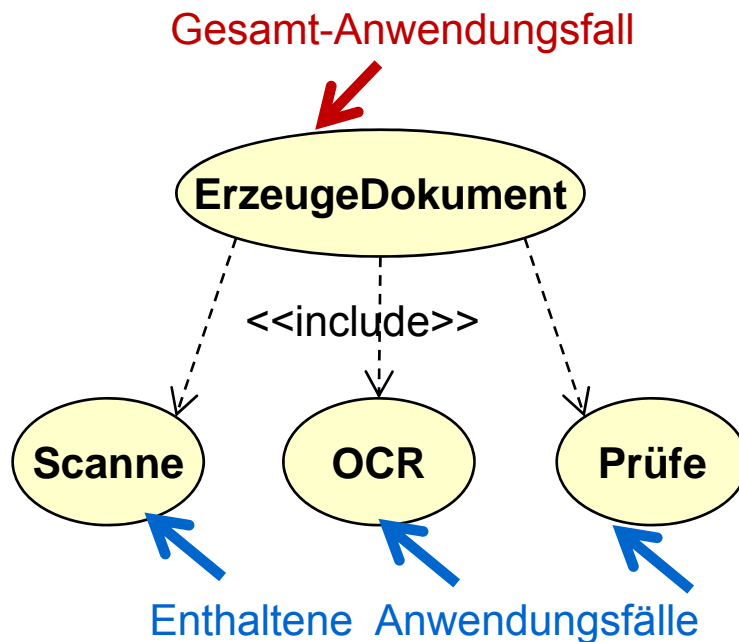 Gesamt-Anwendungsfall
ErzeugeDokument
<<include>>
Scanne
OCR
Prüfe
Enthaltene Anwendungsfälle